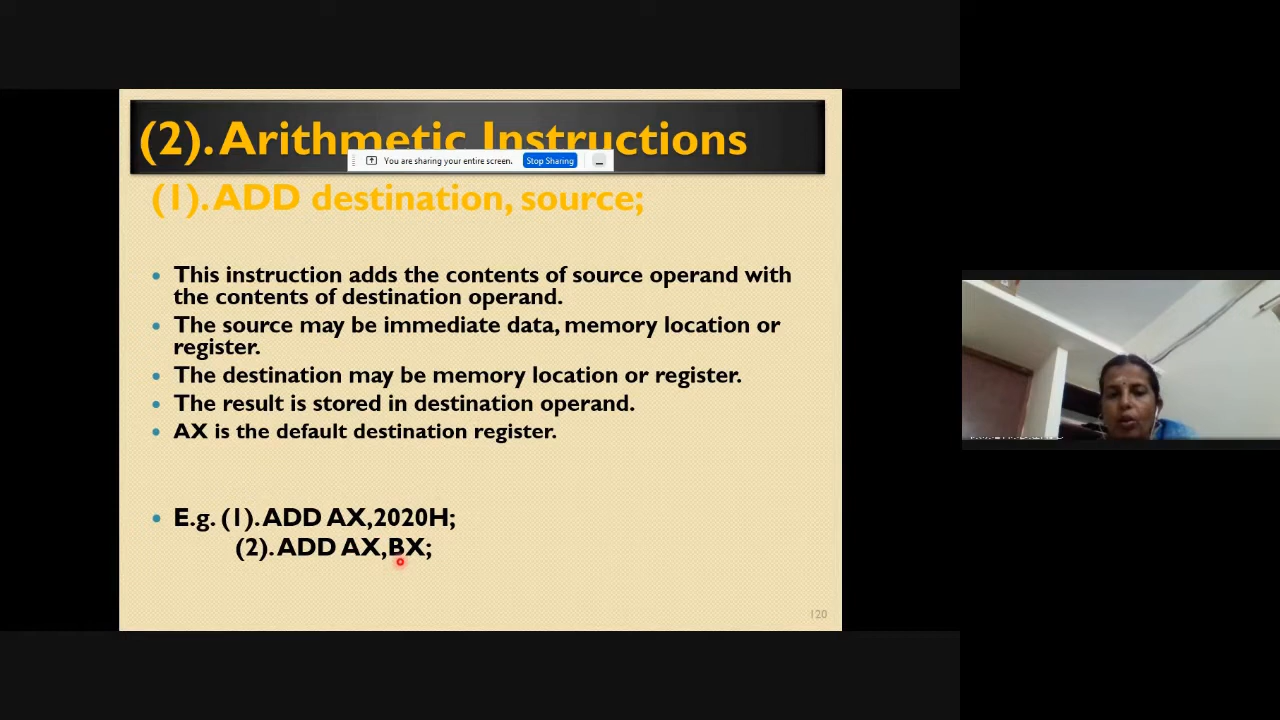 (2). Arithmetic Instructions
You are sharing your entire screen. Stop Sharing
(1). ADD destination, source;
• This instruction adds the contents of source operand with
the contents of destination operand.
• The source may be immediate data, memory location or
register.
• The destination may be memory location or register.
• The result is stored in destination operand.
• AX is the default destination register.
• E.g. (1). ADD AX,2020H;
(2). ADD AX,BX;
120